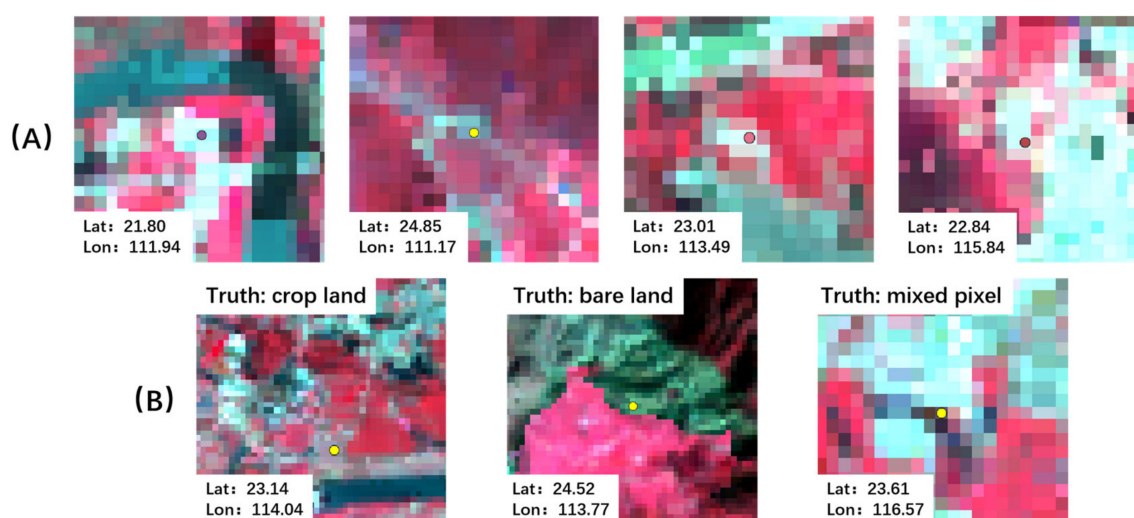 (A)
Lat: 21.80
Lon: 111.94
Lat: 24.85
Lon: 111.17
Lat: 23.01
Lon: 113.49
Lat: 22.84
Lon: 115.84
(B)
Truth: crop land
Lat: 23.14
Lon: 114.04
Truth: bare land
Lat: 24.52
Lon: 113.77
Truth: mixed pixel
Lat: 23.61
Lon: 116.57